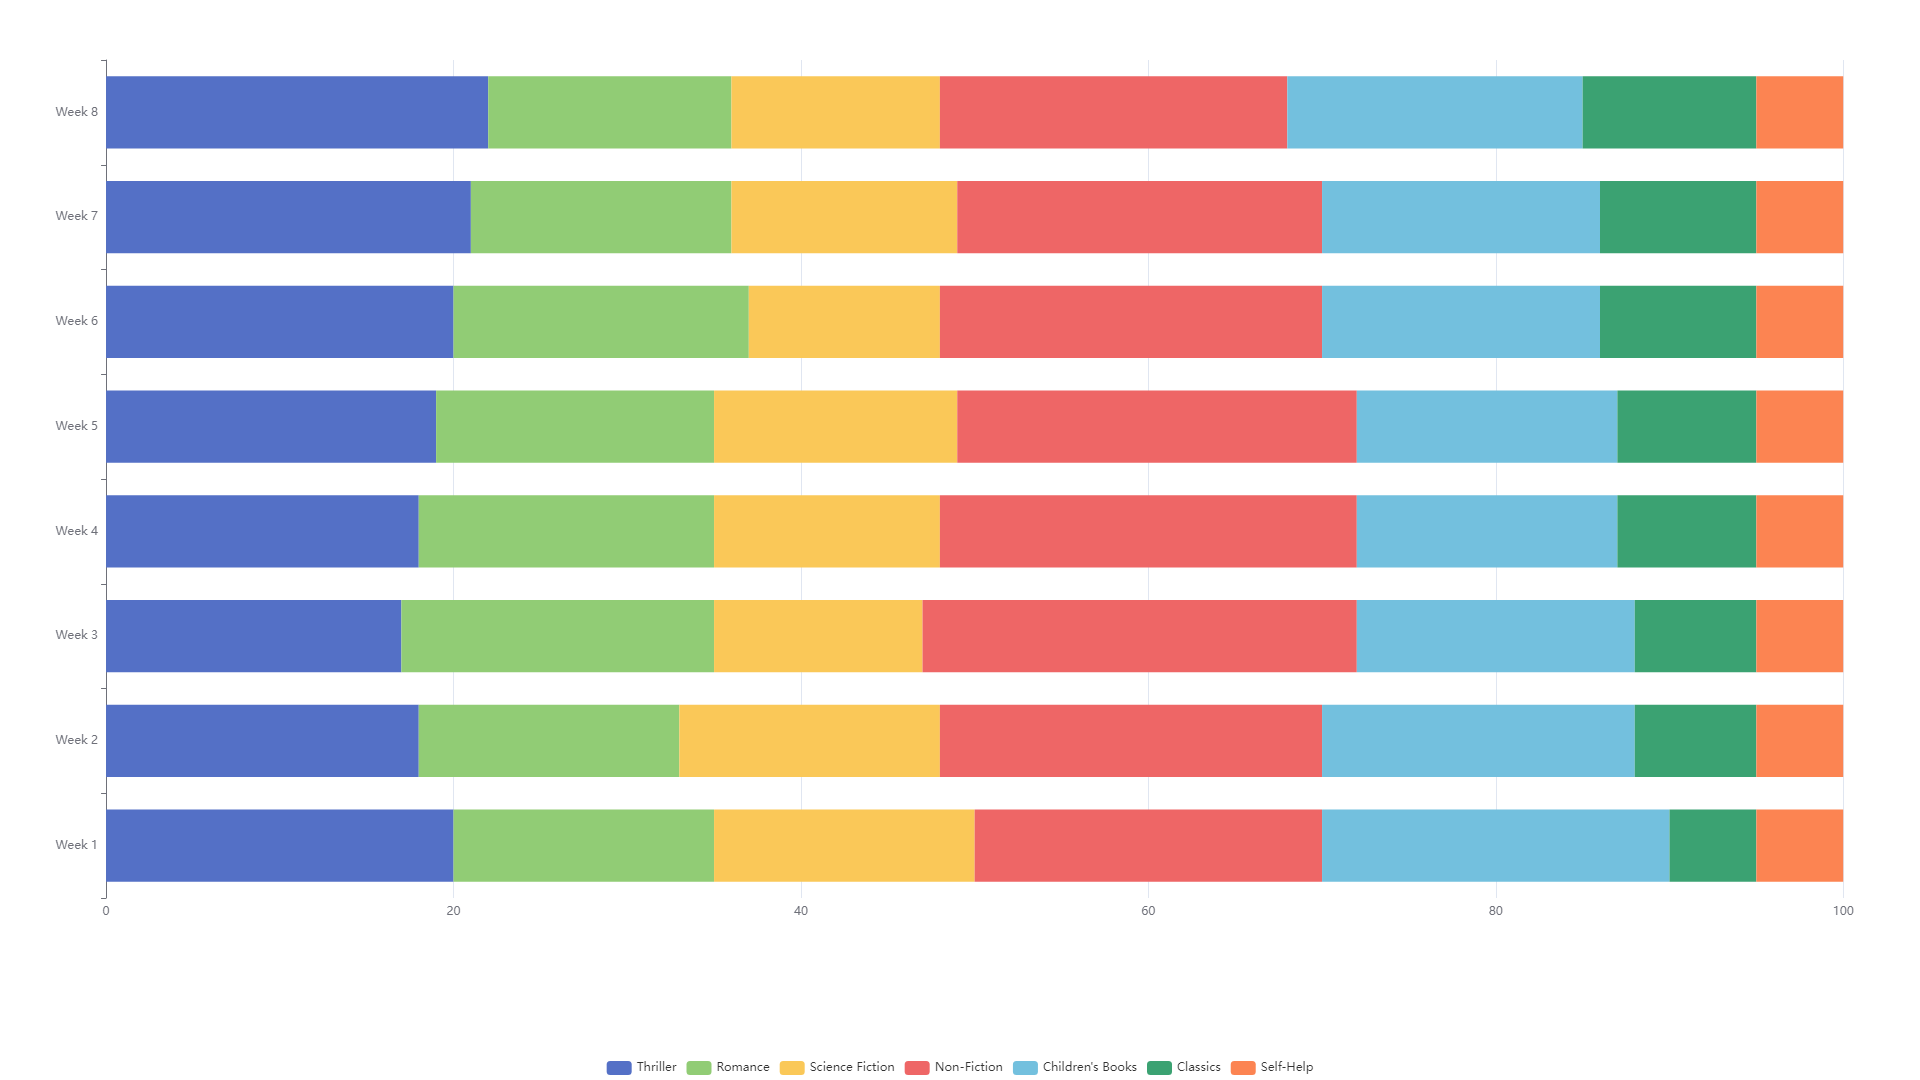 Week 8
Week 7
Week 6
Week 5
Week 4
Week 3
Week 2
Week 1
0 20 40 60 80 100
Thriller Romance Science Fiction Non-Fiction Children's Books Classics Self-Help